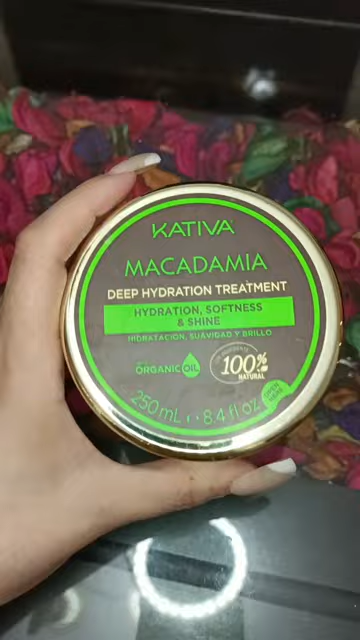 KATIVA
MACADAMIA
DEEP HYDRATION TREATMENT
HYDRATION, SOFTNESS
& SHINE
HIDRATACIÓN, SUAVIDAD Y BRILLO
ORGANIC OIL
100%
NATURAL
250 mL • 8.4 fl oz